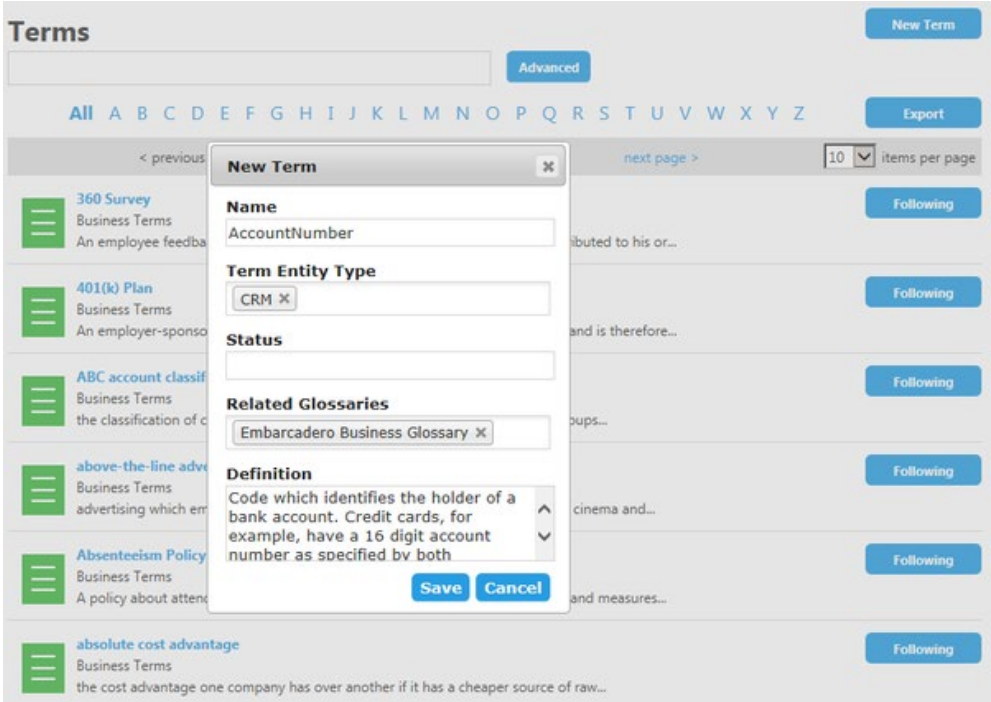 Terms
New Term
Advanced
All A B C D E F G H I J K L M N O P Q R S T U V W X Y Z
Export
< previous
next page >
10 items per page
New Term
Name
AccountNumber
Term Entity Type
CRM ×
Status
Related Glossaries
Embarcadero Business Glossary ×
Definition
Code which identifies the holder of a
bank account. Credit cards, for
example, have a 16 digit account
number as specified by both
Save Cancel
360 Survey
Following
Business Terms
An employee feedba ibuted to his or...
401(k) Plan
Following
Business Terms
An employer-sponso and is therefore...
ABC account classif
Following
Business Terms
the classification of c oups...
above-the-line adve
Following
Business Terms
advertising which em cinema and...
Absenteeism Policy
Following
Business Terms
A policy about attend and measures...
absolute cost advantage
Following
Business Terms
the cost advantage one company has over another if it has a cheaper source of raw...